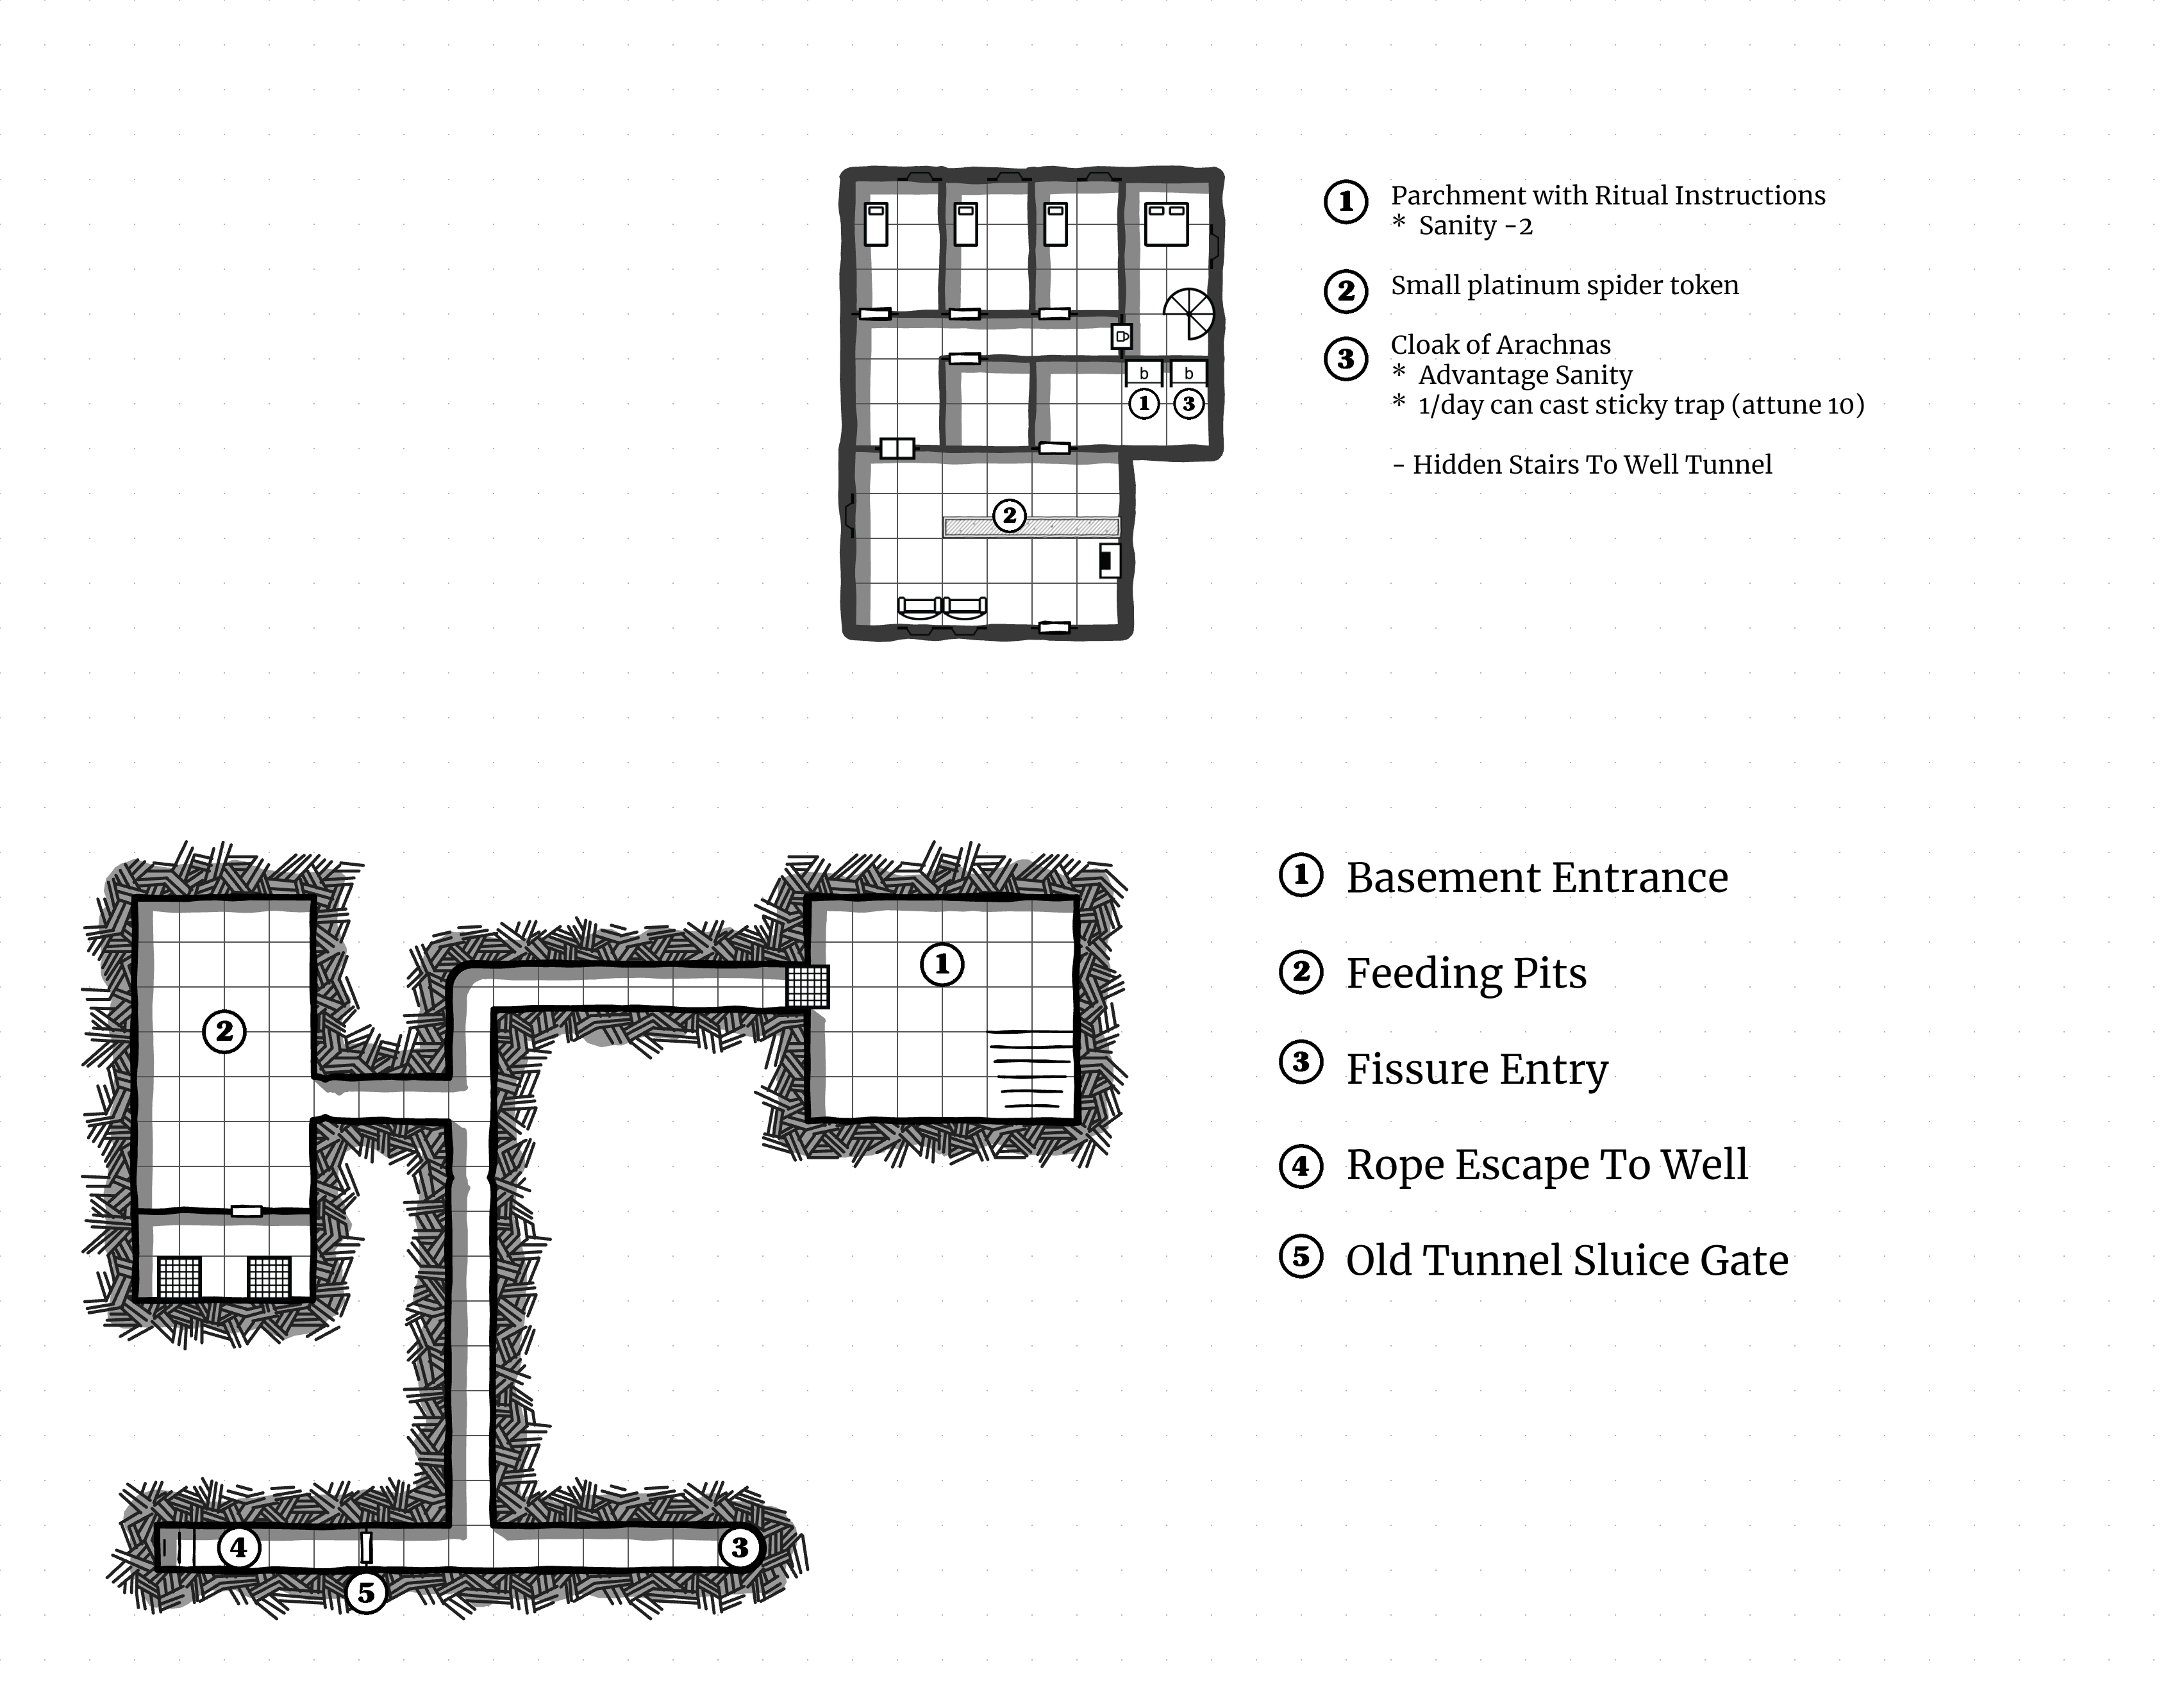 1 Parchment with Ritual Instructions
* Sanity -2
2 Small platinum spider token
3 Cloak of Arachnas
* Advantage Sanity
* 1/day can cast sticky trap (attune 10)
- Hidden Stairs To Well Tunnel
b b
1 3
2
1 Basement Entrance
2 Feeding Pits
3 Fissure Entry
4 Rope Escape To Well
5 Old Tunnel Sluice Gate
1
2
4 3
5